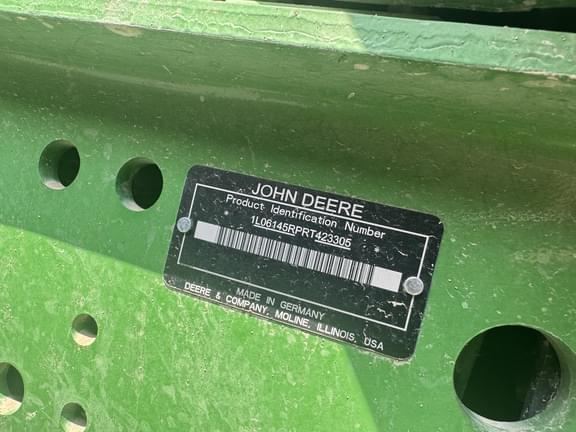 JOHN DEERE
Product Identification Number
1L06145RPRT423305
MADE IN GERMANY
DEERE & COMPANY, MOLINE, ILLINOIS, USA